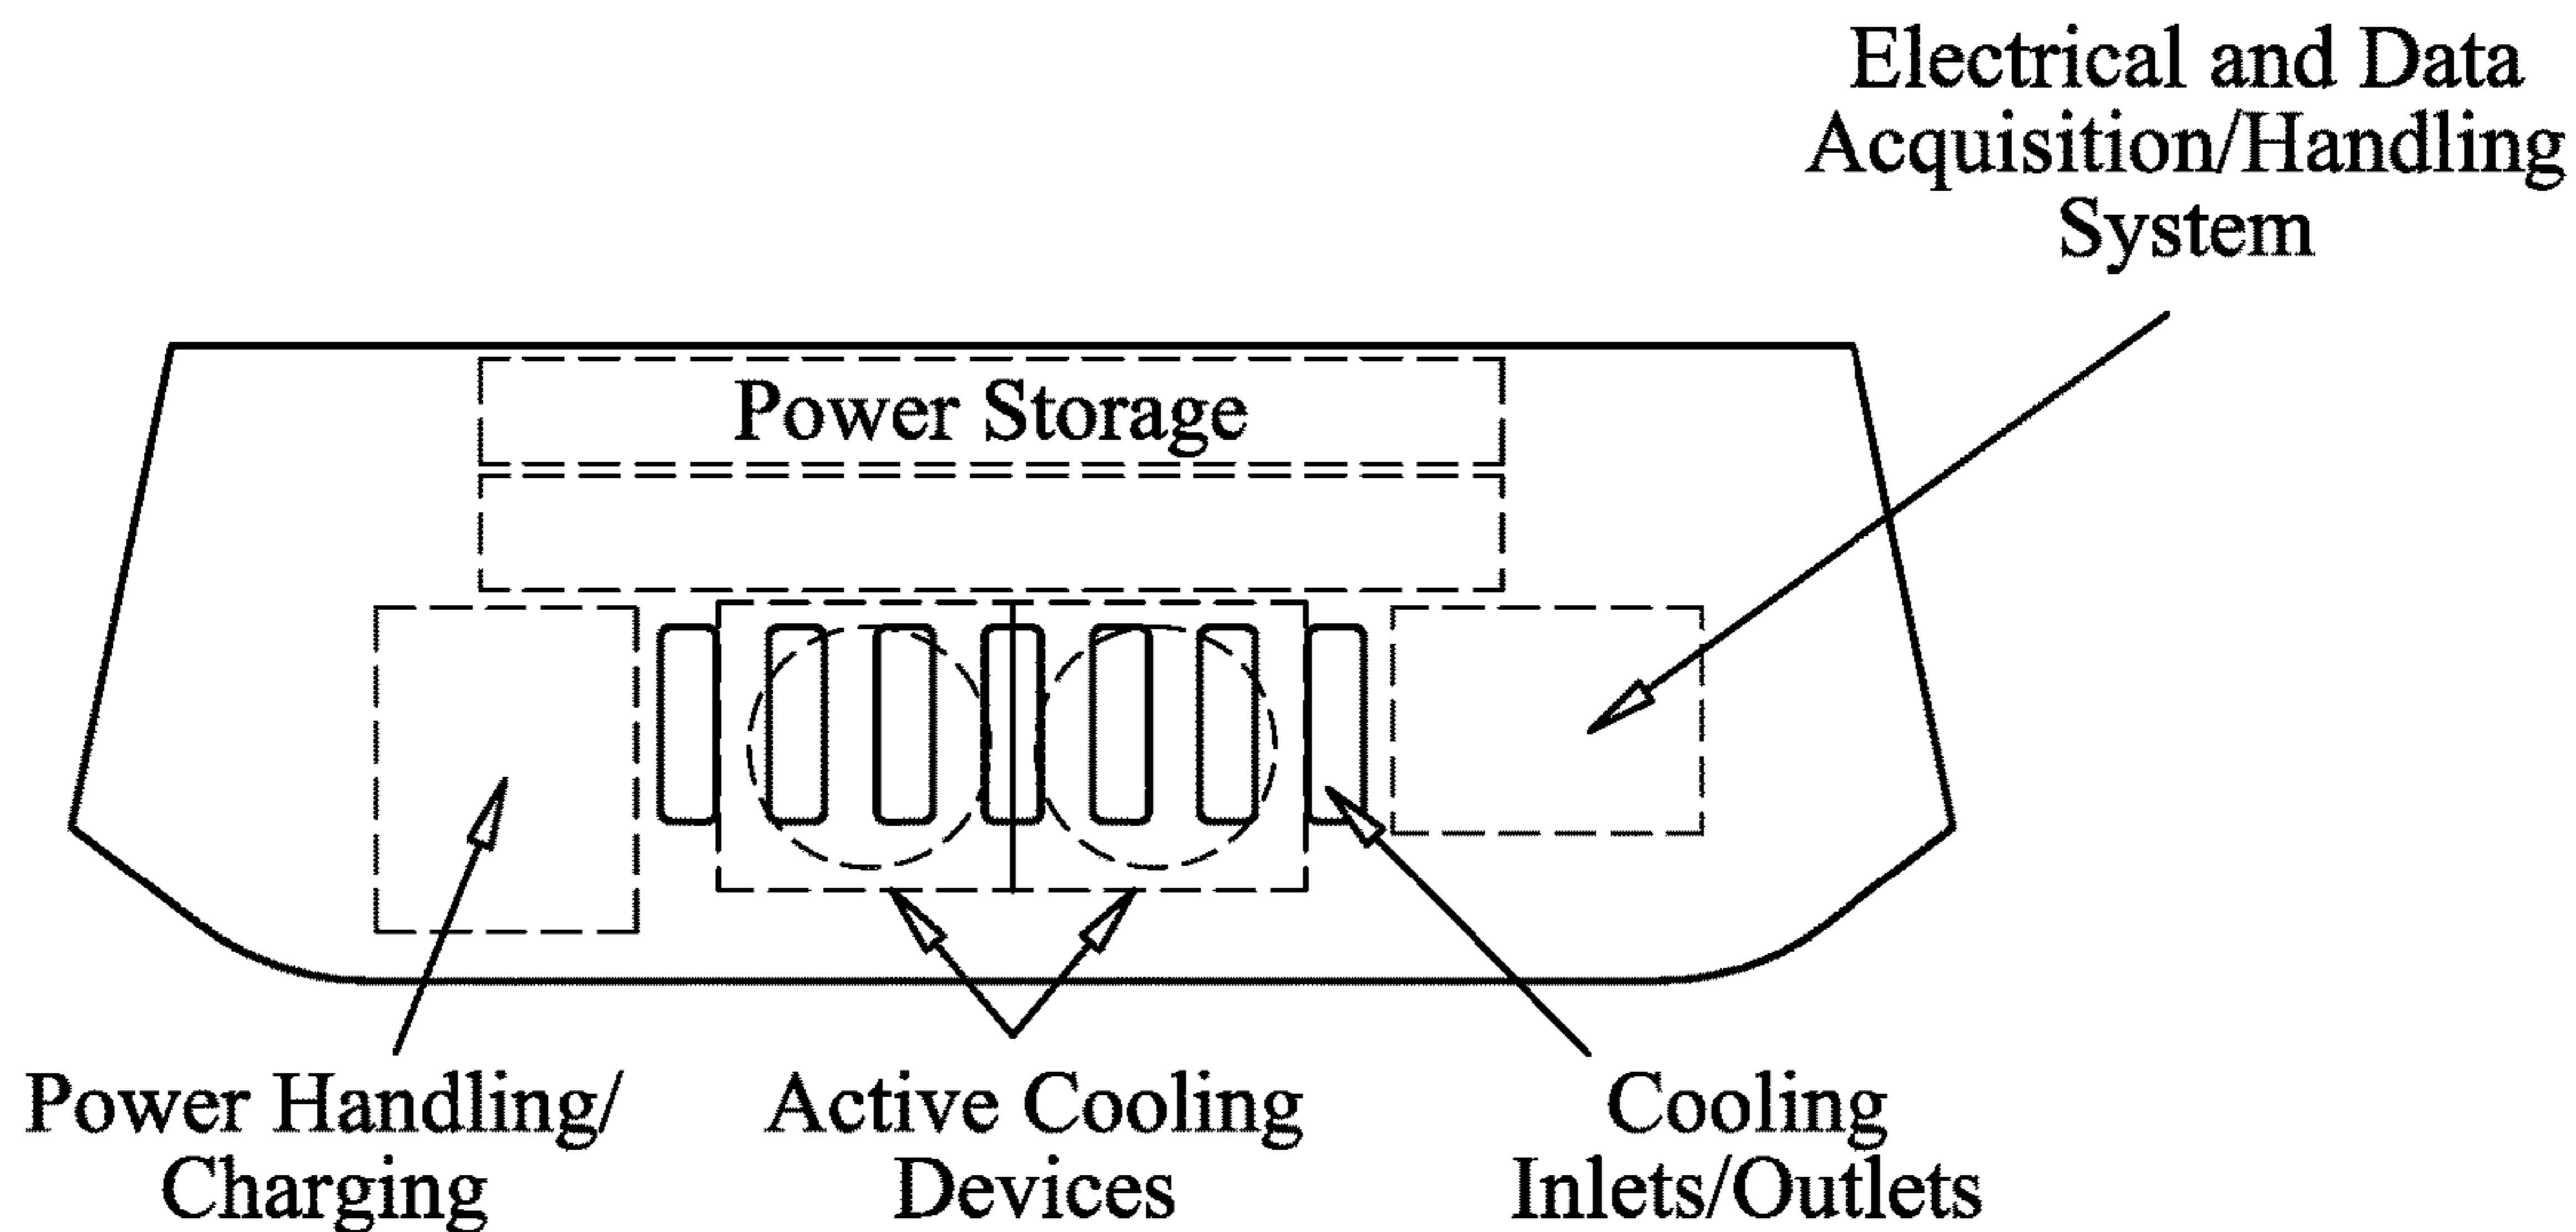 Electrical and Data
Acquisition/Handling
System
Power Storage
Power Handling/
Charging
Active Cooling
Devices
Cooling
Inlets/Outlets